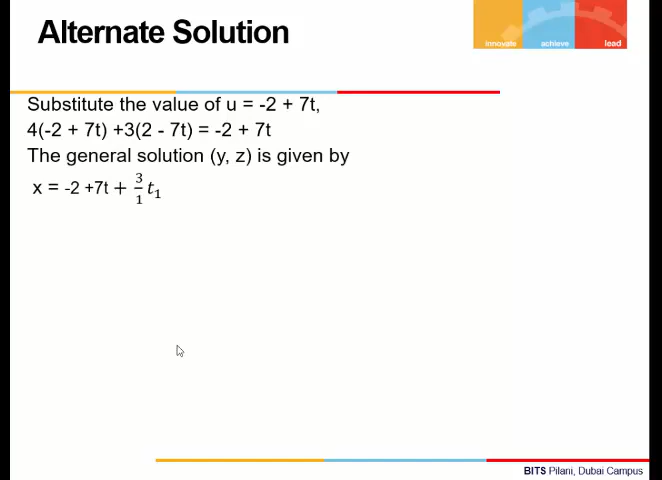 Alternate Solution
innovate achieve lead
Substitute the value of u = -2 + 7t,
4(-2 + 7t) +3(2 - 7t) = -2 + 7t
The general solution (y, z) is given by
x = -2 +7t + 3/1 t₁
BITS Pilani, Dubai Campus